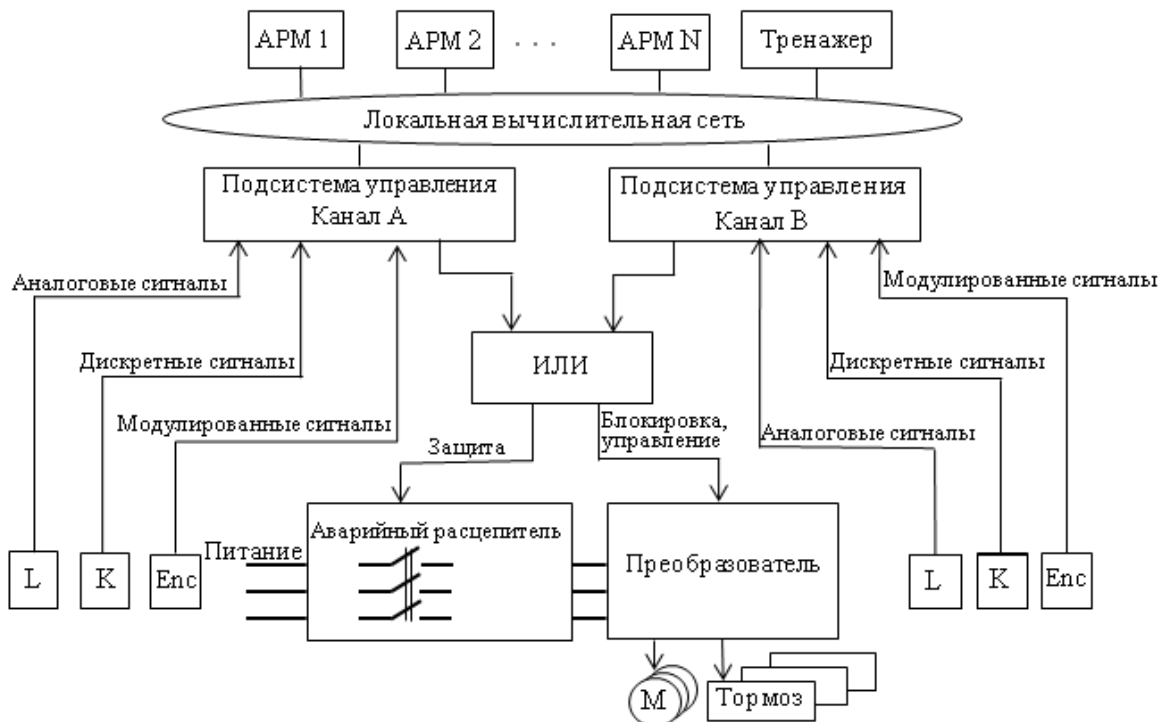 АРМ 1
АРМ 2
. . .
АРМ N
Тренажер
Локальная вычислительная сеть
Подсистема управления
Канал А
Подсистема управления
Канал В
Аналоговые сигналы
Модулированные сигналы
ИЛИ
Дискретные сигналы
Дискретные сигналы
Модулированные сигналы
Защита
Блокировка,
управление
Аналоговые сигналы
Питание
Аварийный расцепитель
Преобразователь
L
K
Enc
L
K
Enc
М
Тормоз